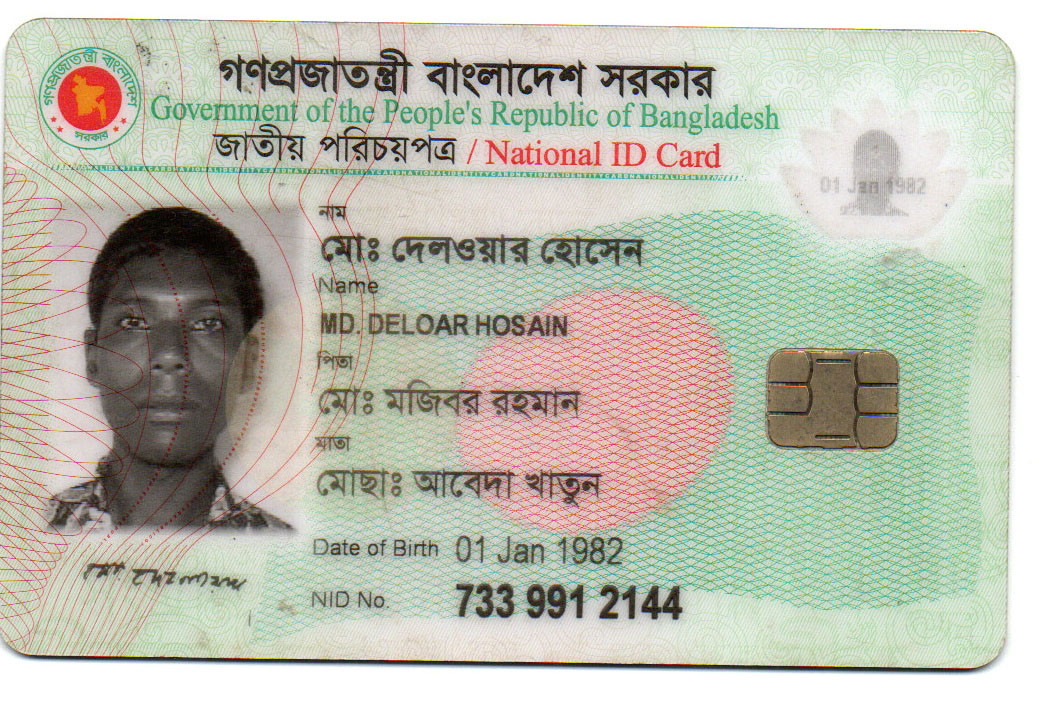 গণপ্রজাতন্ত্রী বাংলাদেশ
সরকার
গণপ্রজাতন্ত্রী বাংলাদেশ সরকার
Government of the People's Republic of Bangladesh
জাতীয় পরিচয়পত্র / National ID Card
01 Jan 1982
নাম
মোঃ দেলওয়ার হোসেন
Name
MD. DELOAR HOSAIN
পিতা
মোঃ মজিবর রহমান
মাতা
মোছাঃ আবেদা খাতুন
Date of Birth 01 Jan 1982
NID No. 733 991 2144